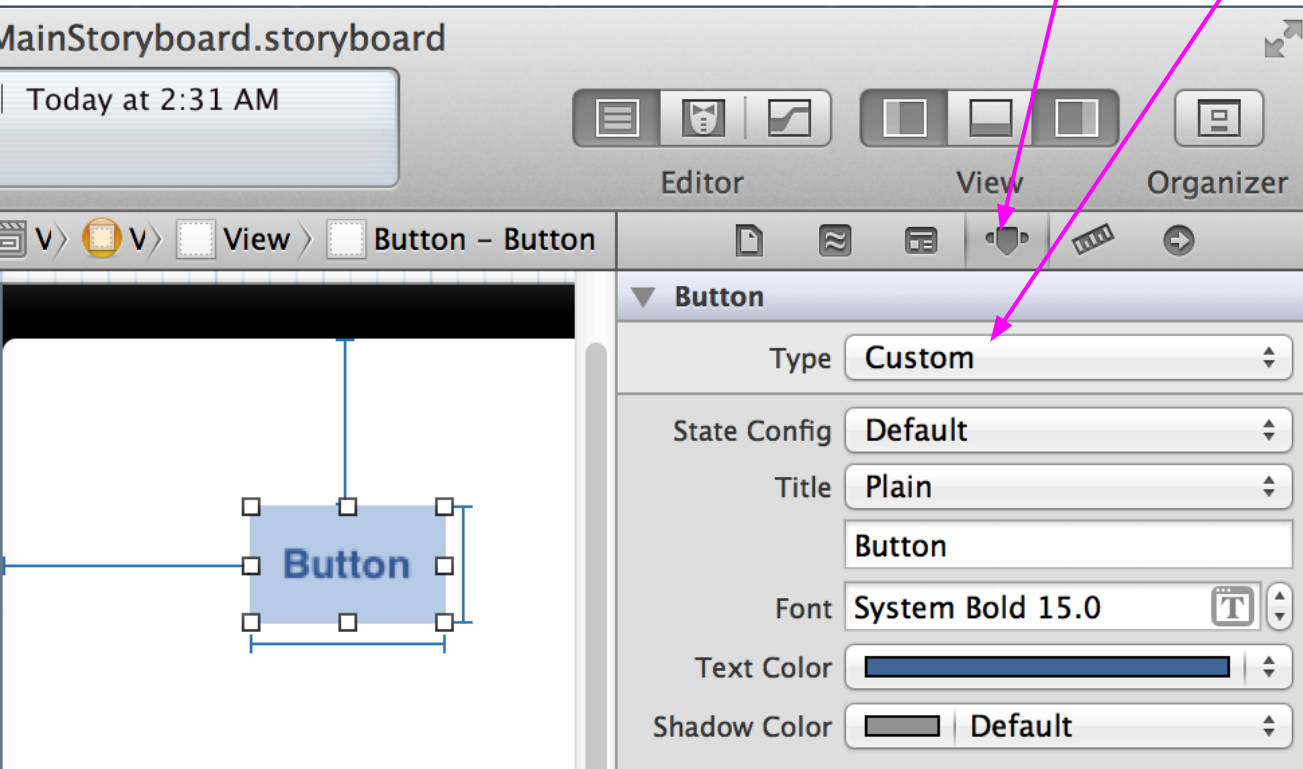 MainStoryboard.storyboard
Today at 2:31 AM
Editor
View
Organizer
V V View Button – Button
Button
Type Custom
State Config Default
Title Plain
Button
Font System Bold 15.0 T
Text Color
Shadow Color Default
Button